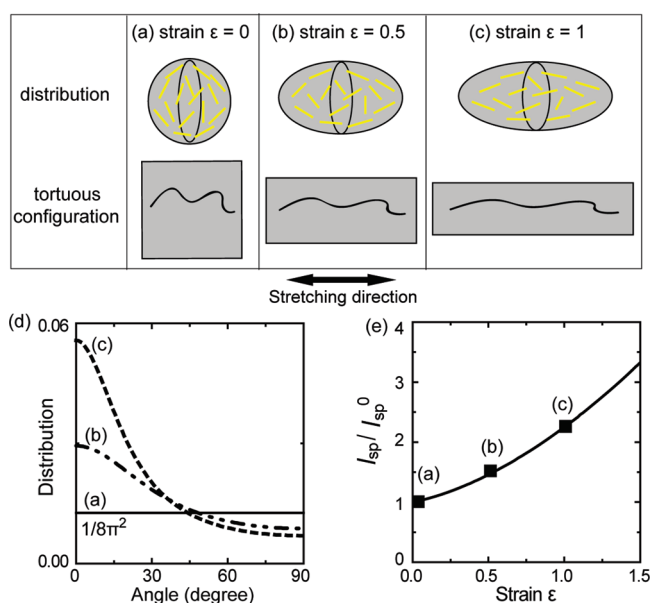 (a) strain ε = 0
(b) strain ε = 0.5
(c) strain ε = 1
distribution
tortuous
configuration
Stretching direction
(d)
0.06
(c)
(b)
(a)
1/8π²
0.00
0 30 60 90
Distribution
Angle (degree)
(e)
4
3
2
1
0
(a)
(b)
(c)
0.0 0.5 1.0 1.5
I_sp/ I_sp⁰
Strain ε